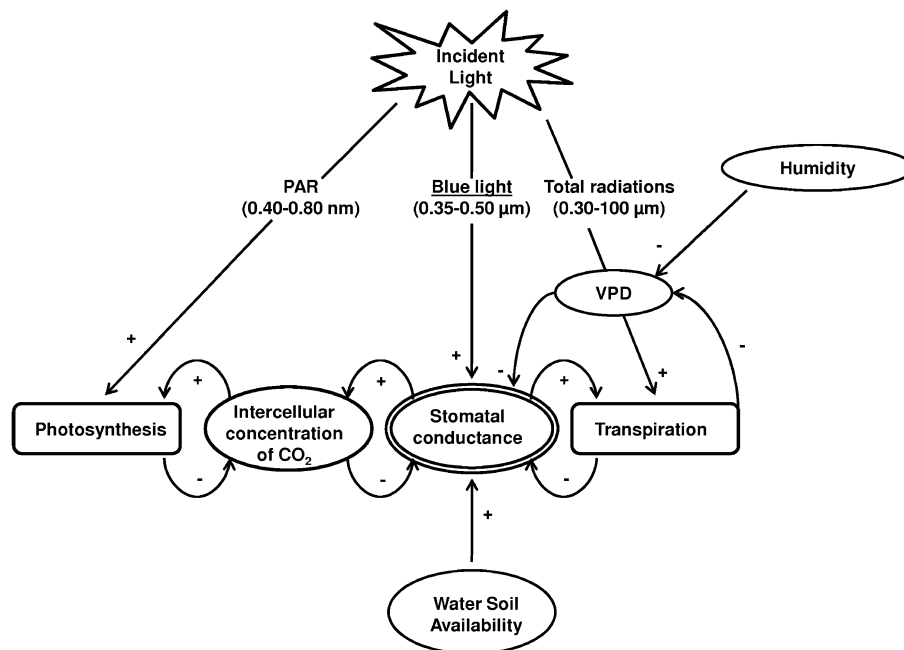 Incident
Light
PAR
(0.40-0.80 nm)
Blue light
(0.35-0.50 µm)
Total radiations
(0.30-100 µm)
Humidity
-
VPD
+
+
-
+
-
+
+
+
Photosynthesis
Intercellular
concentration
of CO₂
Stomatal
conductance
Transpiration
-
-
-
+
Water Soil
Availability